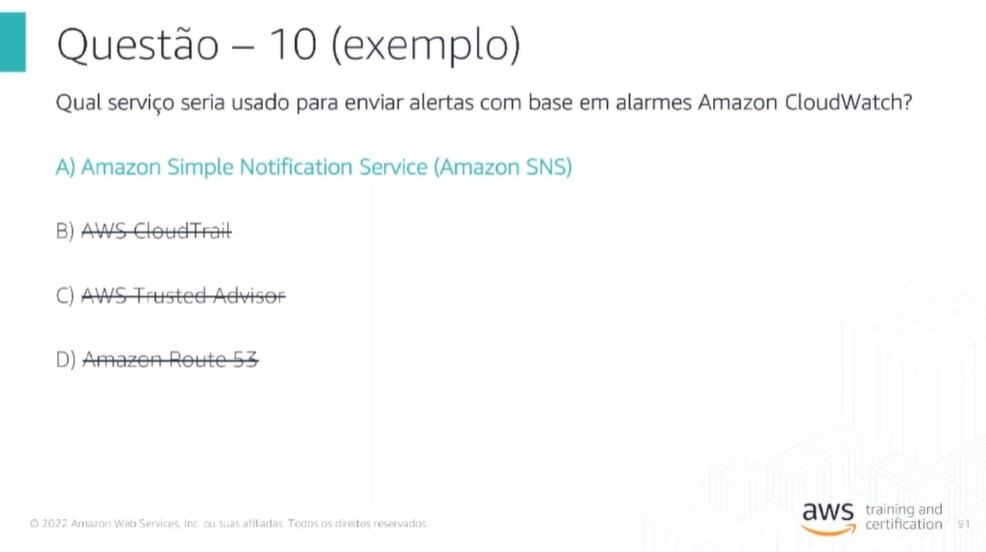 Questão – 10 (exemplo)
Qual serviço seria usado para enviar alertas com base em alarmes Amazon CloudWatch?
A) Amazon Simple Notification Service (Amazon SNS)
B) AWS CloudTrail
C) AWS Trusted Advisor
D) Amazon Route 53
© 2022 Amazon Web Services, Inc. ou suas afiliadas. Todos os direitos reservados.
aws training and
certification
91